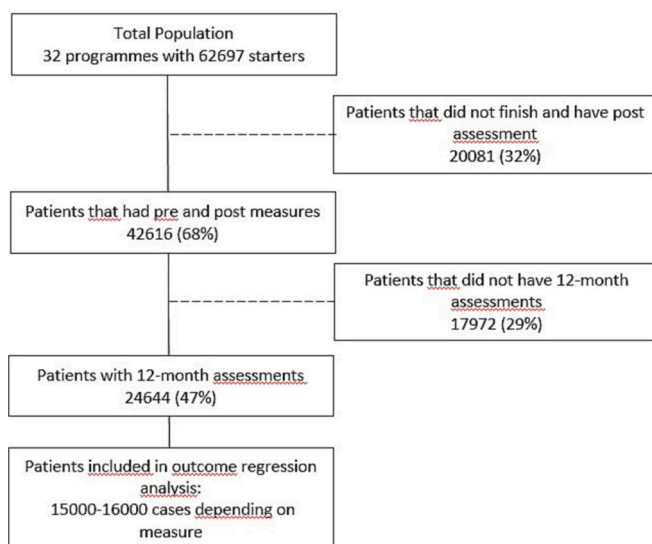 Total Population
32 programmes with 62697 starters
Patients that did not finish and have post
assessment
20081 (32%)
Patients that had pre and post measures
42616 (68%)
Patients that did not have 12-month
assessments
17972 (29%)
Patients with 12-month assessments
24644 (47%)
Patients included in outcome regression
analysis:
15000-16000 cases depending on
measure